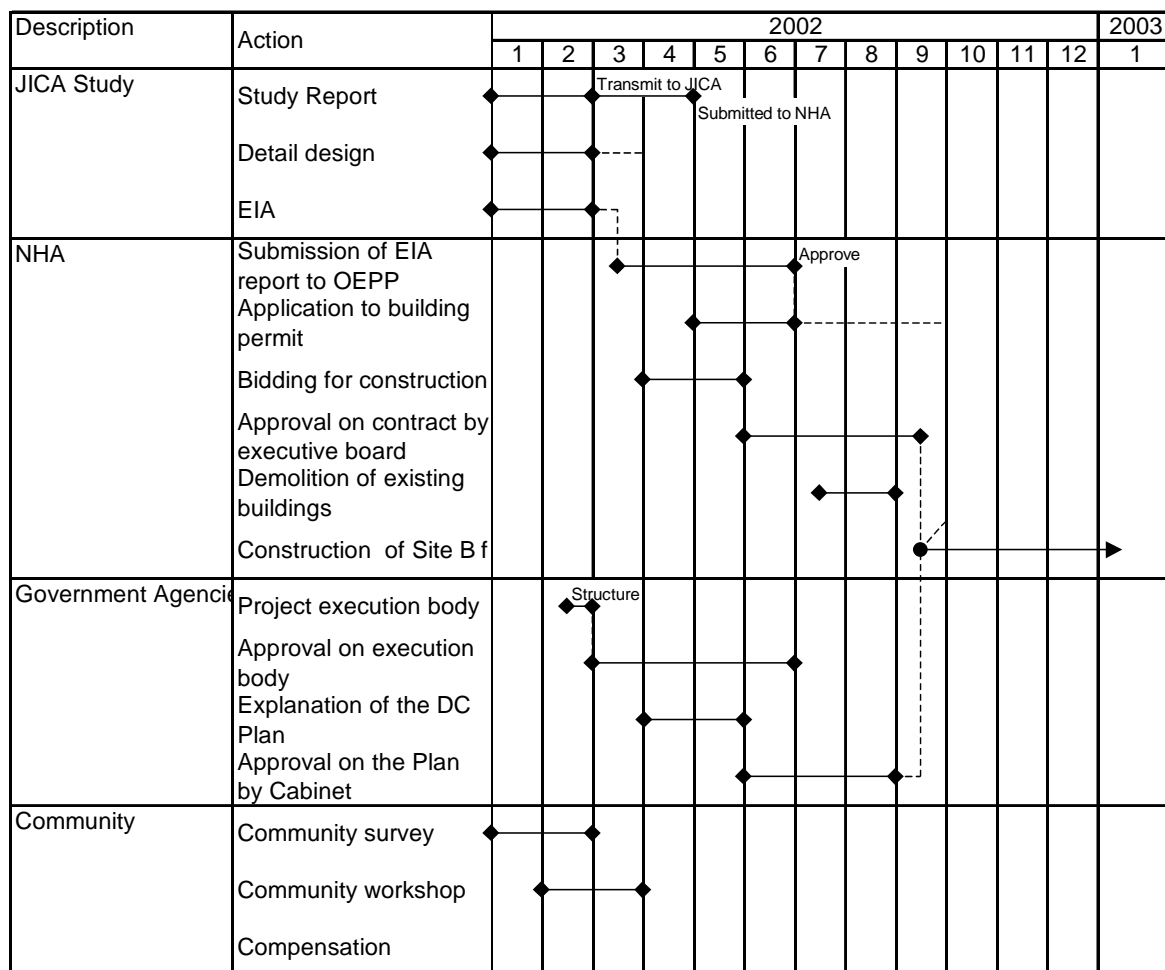 Description
Action
2002
2003
1 2 3 4 5 6 7 8 9 10 11 12 1
JICA Study
Study Report
Transmit to JICA
Submitted to NHA
Detail design
EIA
NHA
Submission of EIA
report to OEPP
Approve
Application to building
permit
Bidding for construction
Approval on contract by
executive board
Demolition of existing
buildings
Construction of Site B f
Government Agencie
Project execution body
Structure
Approval on execution
body
Explanation of the DC
Plan
Approval on the Plan
by Cabinet
Community
Community survey
Community workshop
Compensation